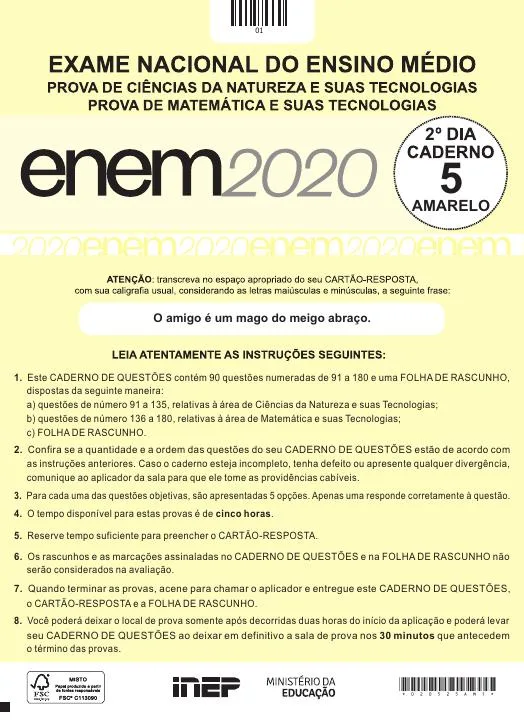 01
EXAME NACIONAL DO ENSINO MÉDIO
PROVA DE CIÊNCIAS DA NATUREZA E SUAS TECNOLOGIAS
PROVA DE MATEMÁTICA E SUAS TECNOLOGIAS
enem2020
2º DIA
CADERNO
5
AMARELO
2020enem2020enem2020enem
ATENÇÃO: transcreva no espaço apropriado do seu CARTÃO-RESPOSTA,
com sua caligrafia usual, considerando as letras maiúsculas e minúsculas, a seguinte frase:
O amigo é um mago do meigo abraço.
LEIA ATENTAMENTE AS INSTRUÇÕES SEGUINTES:
1. Este CADERNO DE QUESTÕES contém 90 questões numeradas de 91 a 180 e uma FOLHA DE RASCUNHO,
dispostas da seguinte maneira:
a) questões de número 91 a 135, relativas à área de Ciências da Natureza e suas Tecnologias;
b) questões de número 136 a 180, relativas à área de Matemática e suas Tecnologias;
c) FOLHA DE RASCUNHO.
2. Confira se a quantidade e a ordem das questões do seu CADERNO DE QUESTÕES estão de acordo com
as instruções anteriores. Caso o caderno esteja incompleto, tenha defeito ou apresente qualquer divergência,
comunique ao aplicador da sala para que ele tome as providências cabíveis.
3. Para cada uma das questões objetivas, são apresentadas 5 opções. Apenas uma responde corretamente à questão.
4. O tempo disponível para estas provas é de cinco horas.
5. Reserve tempo suficiente para preencher o CARTÃO-RESPOSTA.
6. Os rascunhos e as marcações assinaladas no CADERNO DE QUESTÕES e na FOLHA DE RASCUNHO não
serão considerados na avaliação.
7. Quando terminar as provas, acene para chamar o aplicador e entregue este CADERNO DE QUESTÕES,
o CARTÃO-RESPOSTA e a FOLHA DE RASCUNHO.
8. Você poderá deixar o local de prova somente após decorridas duas horas do início da aplicação e poderá levar
seu CADERNO DE QUESTÕES ao deixar em definitivo a sala de prova nos 30 minutos que antecedem
o término das provas.
FSC
MISTO
Papel produzido a partir
de fontes responsáveis
FSC® C113090
inep
MINISTÉRIO DA
EDUCAÇÃO